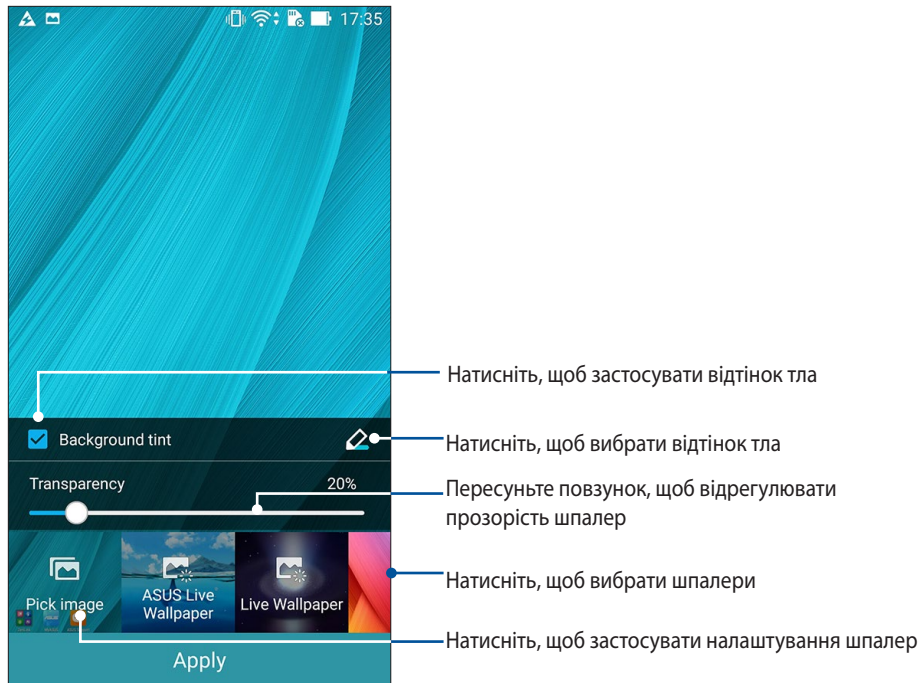 17:35
Натисніть, щоб застосувати відтінок тла
Background tint
Натисніть, щоб вибрати відтінок тла
Transparency
20%
Пересуньте повзунок, щоб відрегулювати
прозорість шпалер
Pick image
ASUS Live
Wallpaper
Live Wallpaper
Натисніть, щоб вибрати шпалери
Натисніть, щоб застосувати налаштування шпалер
Apply